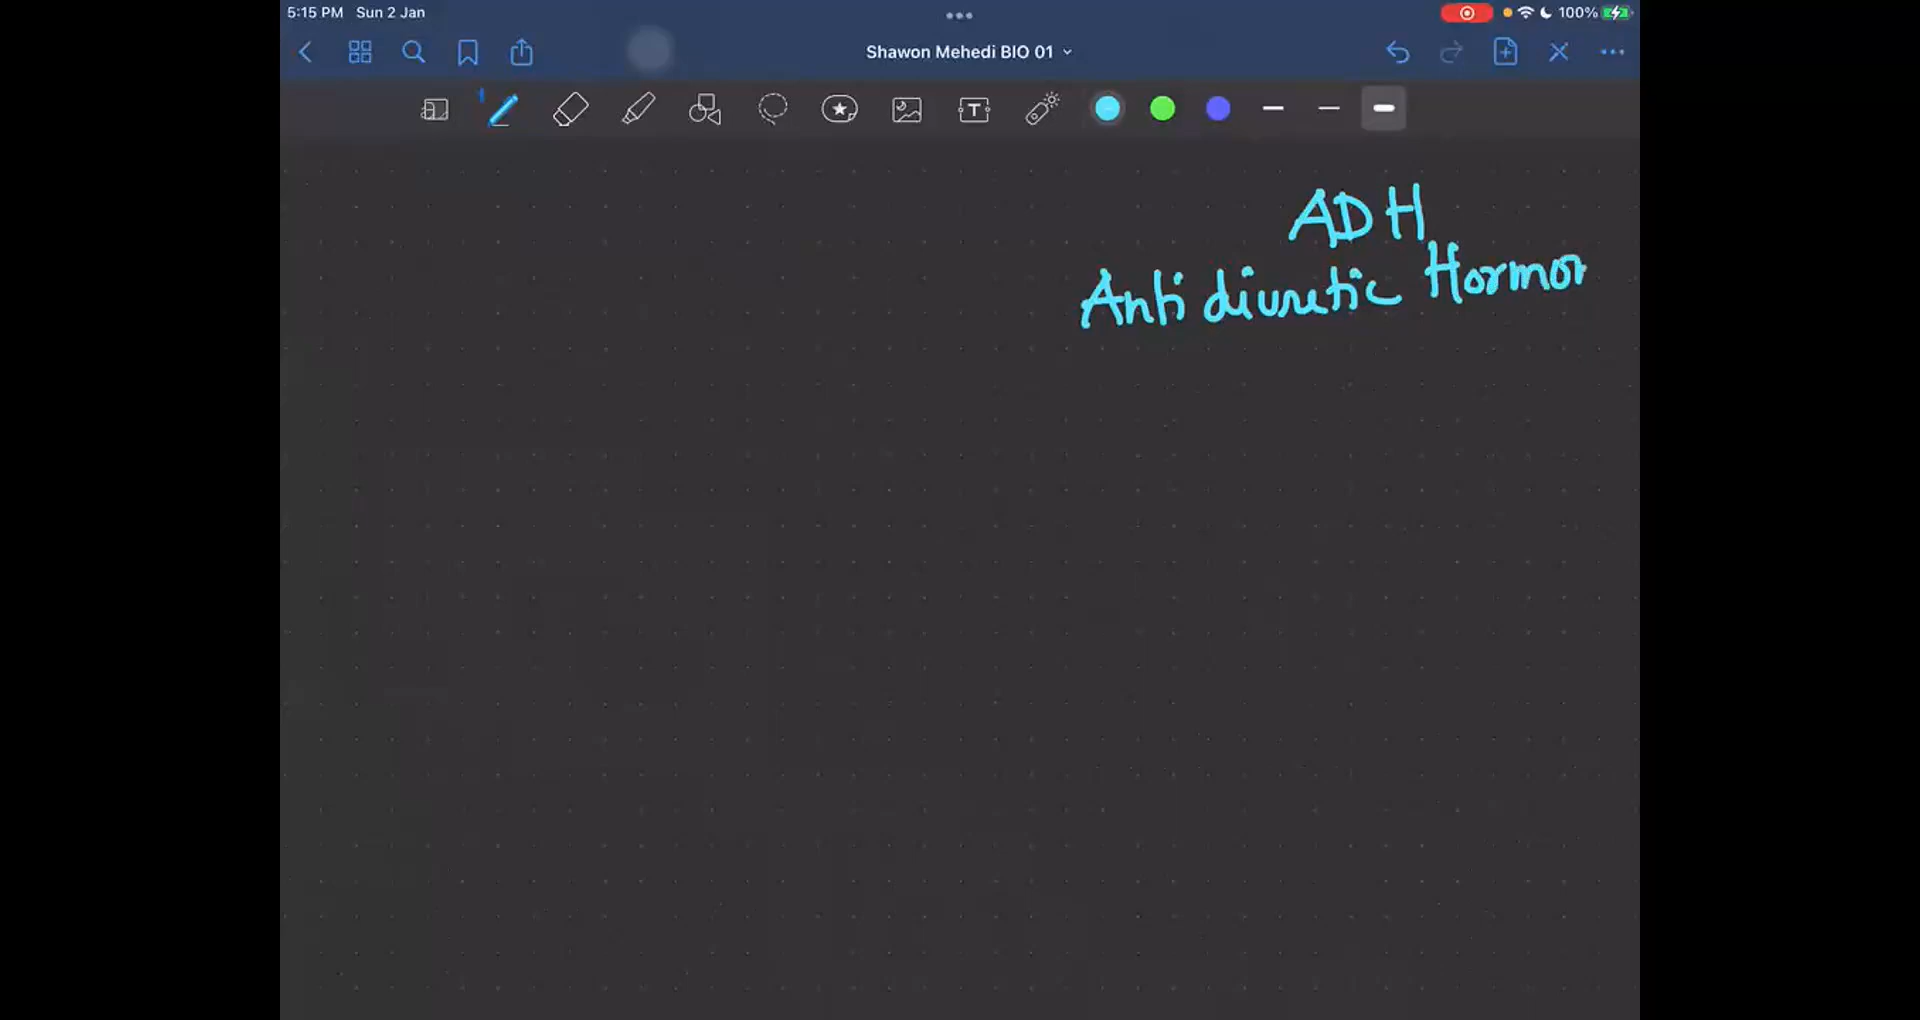 5:15 PM Sun 2 Jan
100%
Shawon Mehedi BIO 01
T
ADH
Anti diuretic Hormon